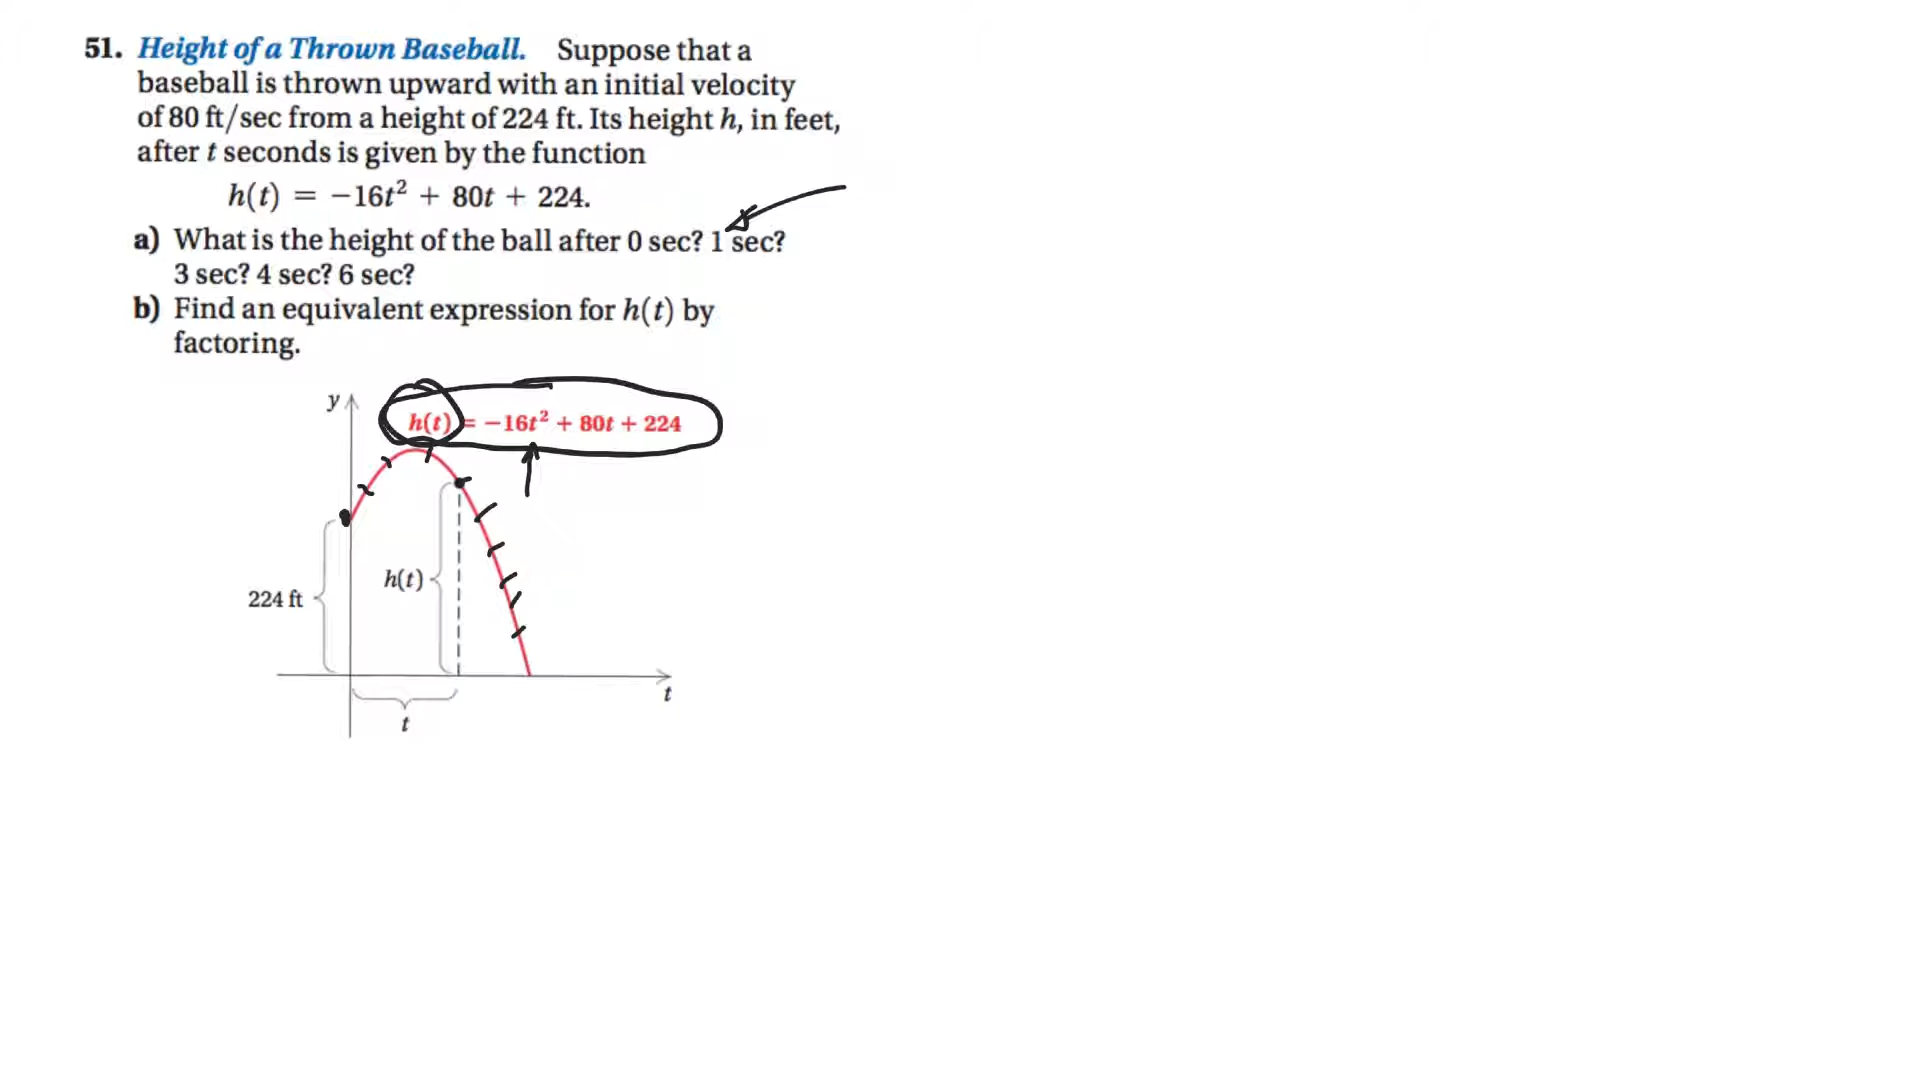 51. Height of a Thrown Baseball. Suppose that a
baseball is thrown upward with an initial velocity
of 80 ft/sec from a height of 224 ft. Its height h, in feet,
after t seconds is given by the function
h(t) = −16t² + 80t + 224.
a) What is the height of the ball after 0 sec? 1 sec?
3 sec? 4 sec? 6 sec?
b) Find an equivalent expression for h(t) by
factoring.
y
h(t) = −16t² + 80t + 224
h(t)
224 ft
t
t